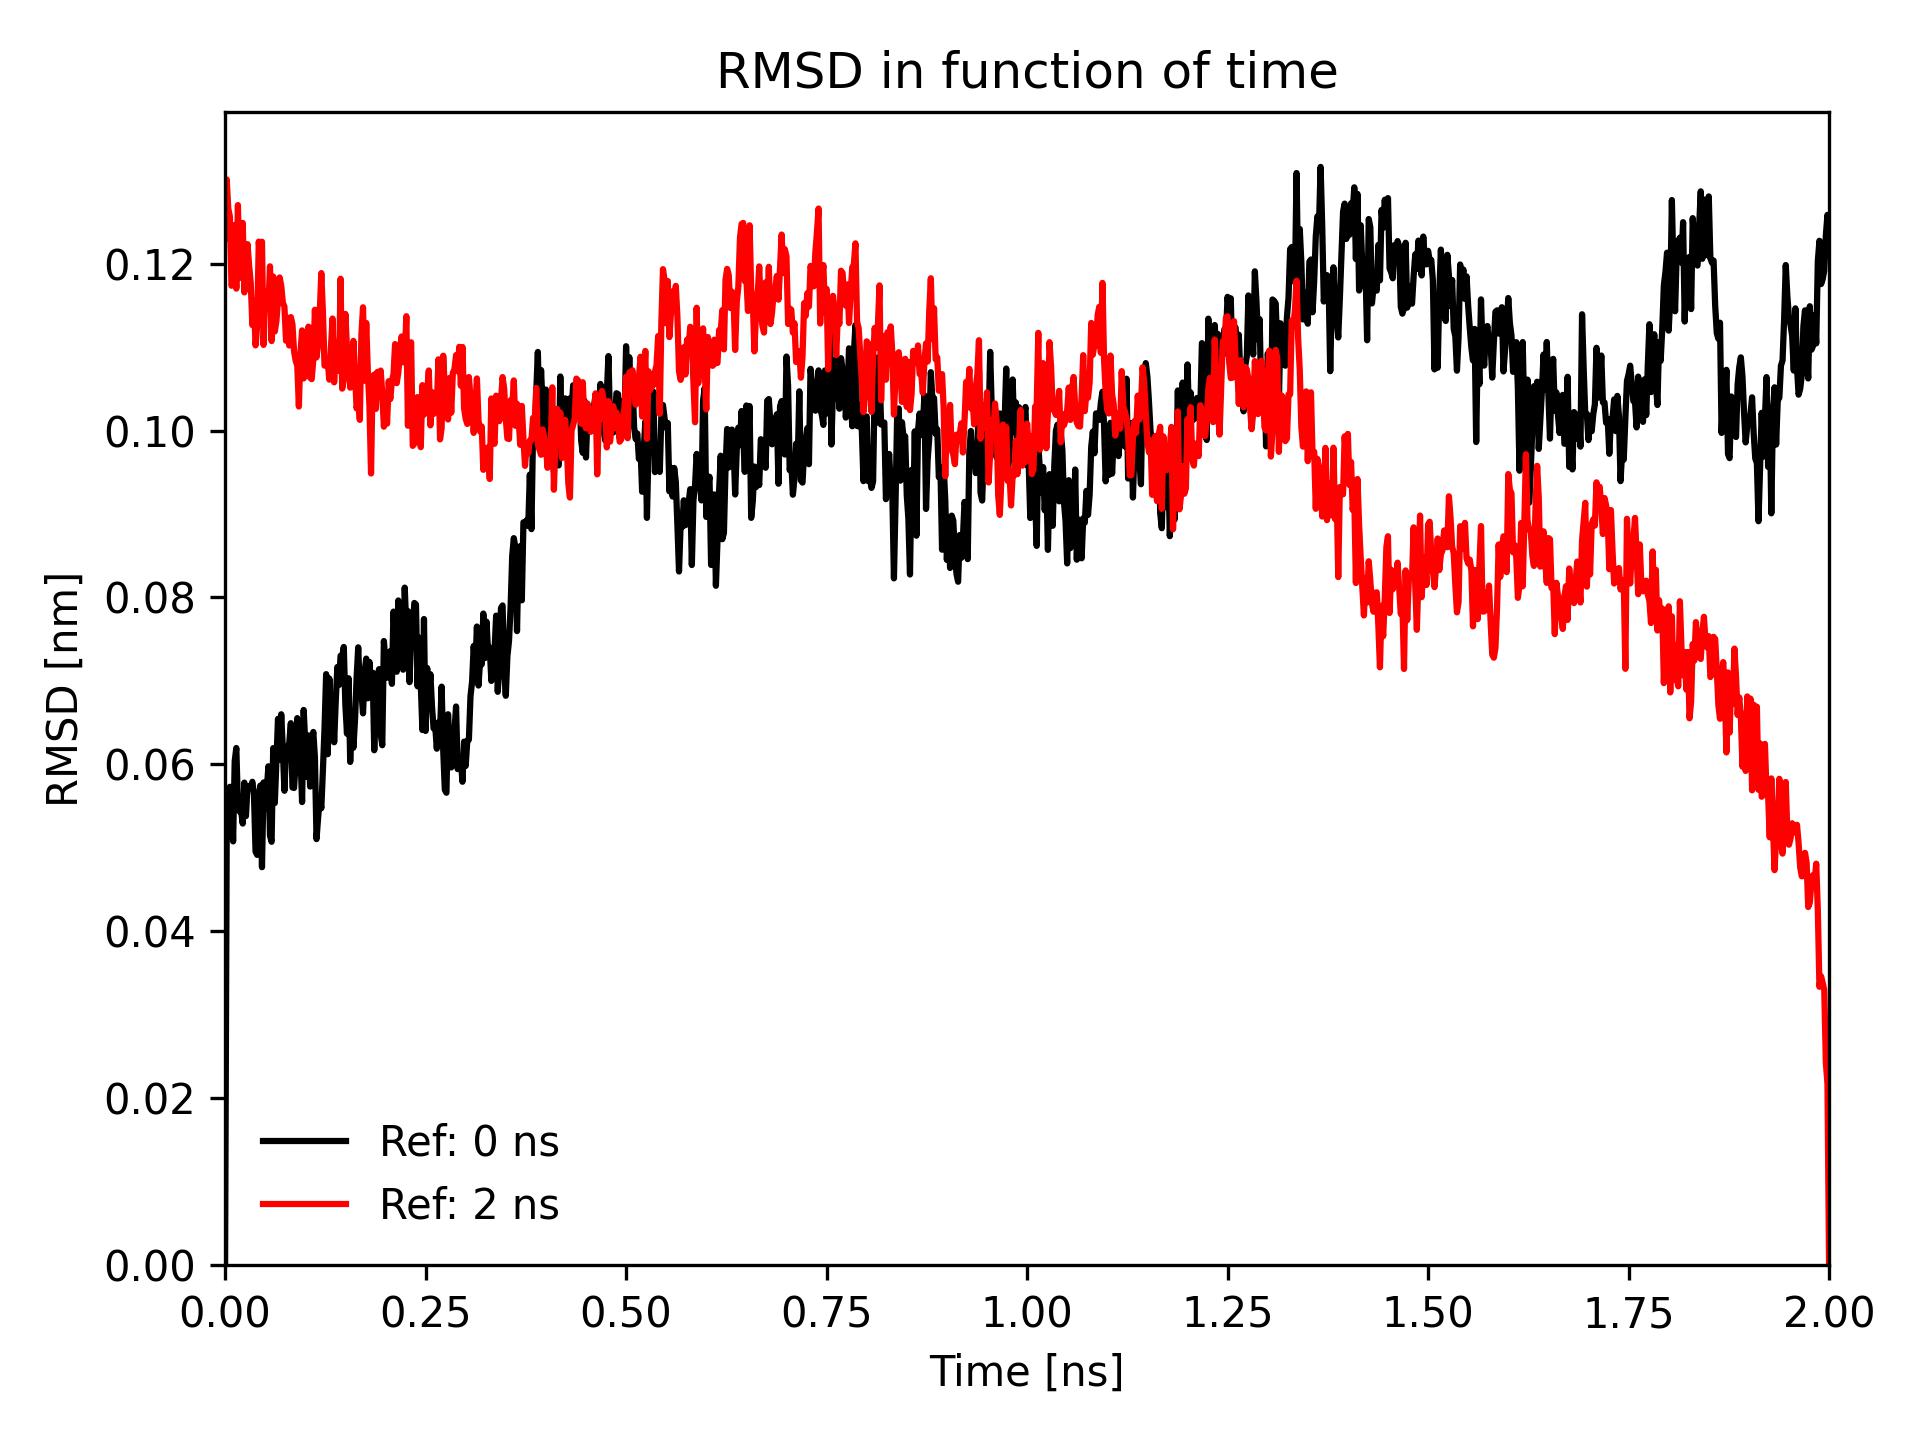 RMSD in function of time
RMSD [nm]
0.12
0.10
0.08
0.06
0.04
0.02
0.00
Ref: 0 ns
Ref: 2 ns
0.00 0.25 0.50 0.75 1.00 1.25 1.50 1.75 2.00
Time [ns]